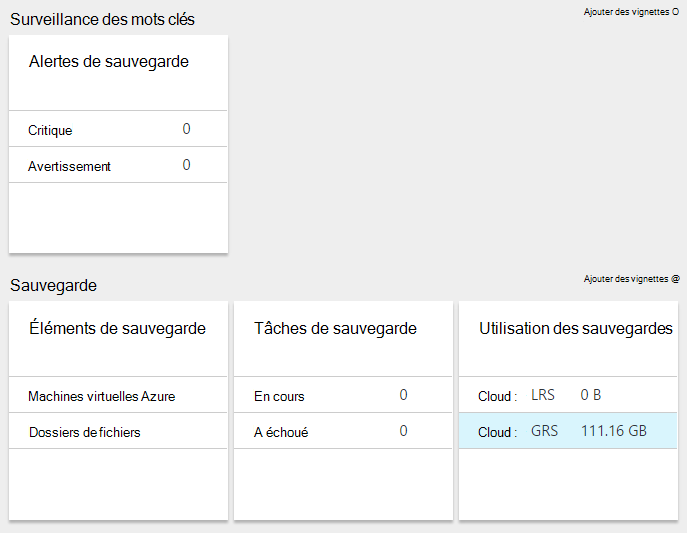 Surveillance des mots clés
Ajouter des vignettes O
Alertes de sauvegarde
Critique 0
Avertissement 0
Sauvegarde
Ajouter des vignettes @
Éléments de sauvegarde
Machines virtuelles Azure
Dossiers de fichiers
Tâches de sauvegarde
En cours 0
A échoué 0
Utilisation des sauvegardes
Cloud : LRS 0 B
Cloud : GRS 111.16 GB